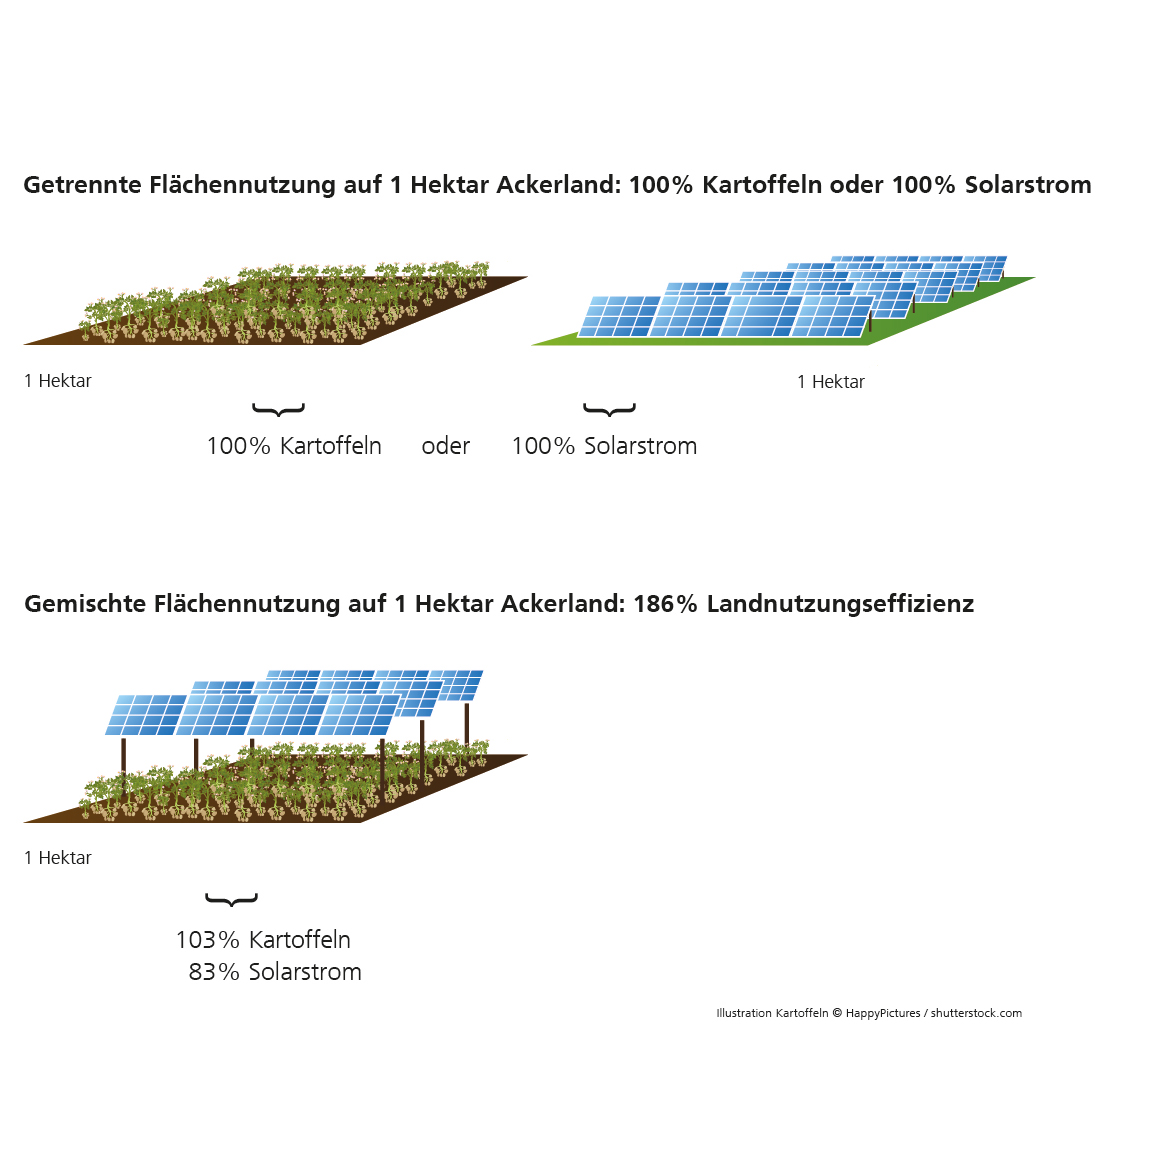 Getrennte Flächennutzung auf 1 Hektar Ackerland: 100% Kartoffeln oder 100% Solarstrom
1 Hektar
1 Hektar
100% Kartoffeln oder 100% Solarstrom
Gemischte Flächennutzung auf 1 Hektar Ackerland: 186% Landnutzungseffizienz
1 Hektar
103% Kartoffeln
83% Solarstrom
Illustration Kartoffeln © HappyPictures / shutterstock.com